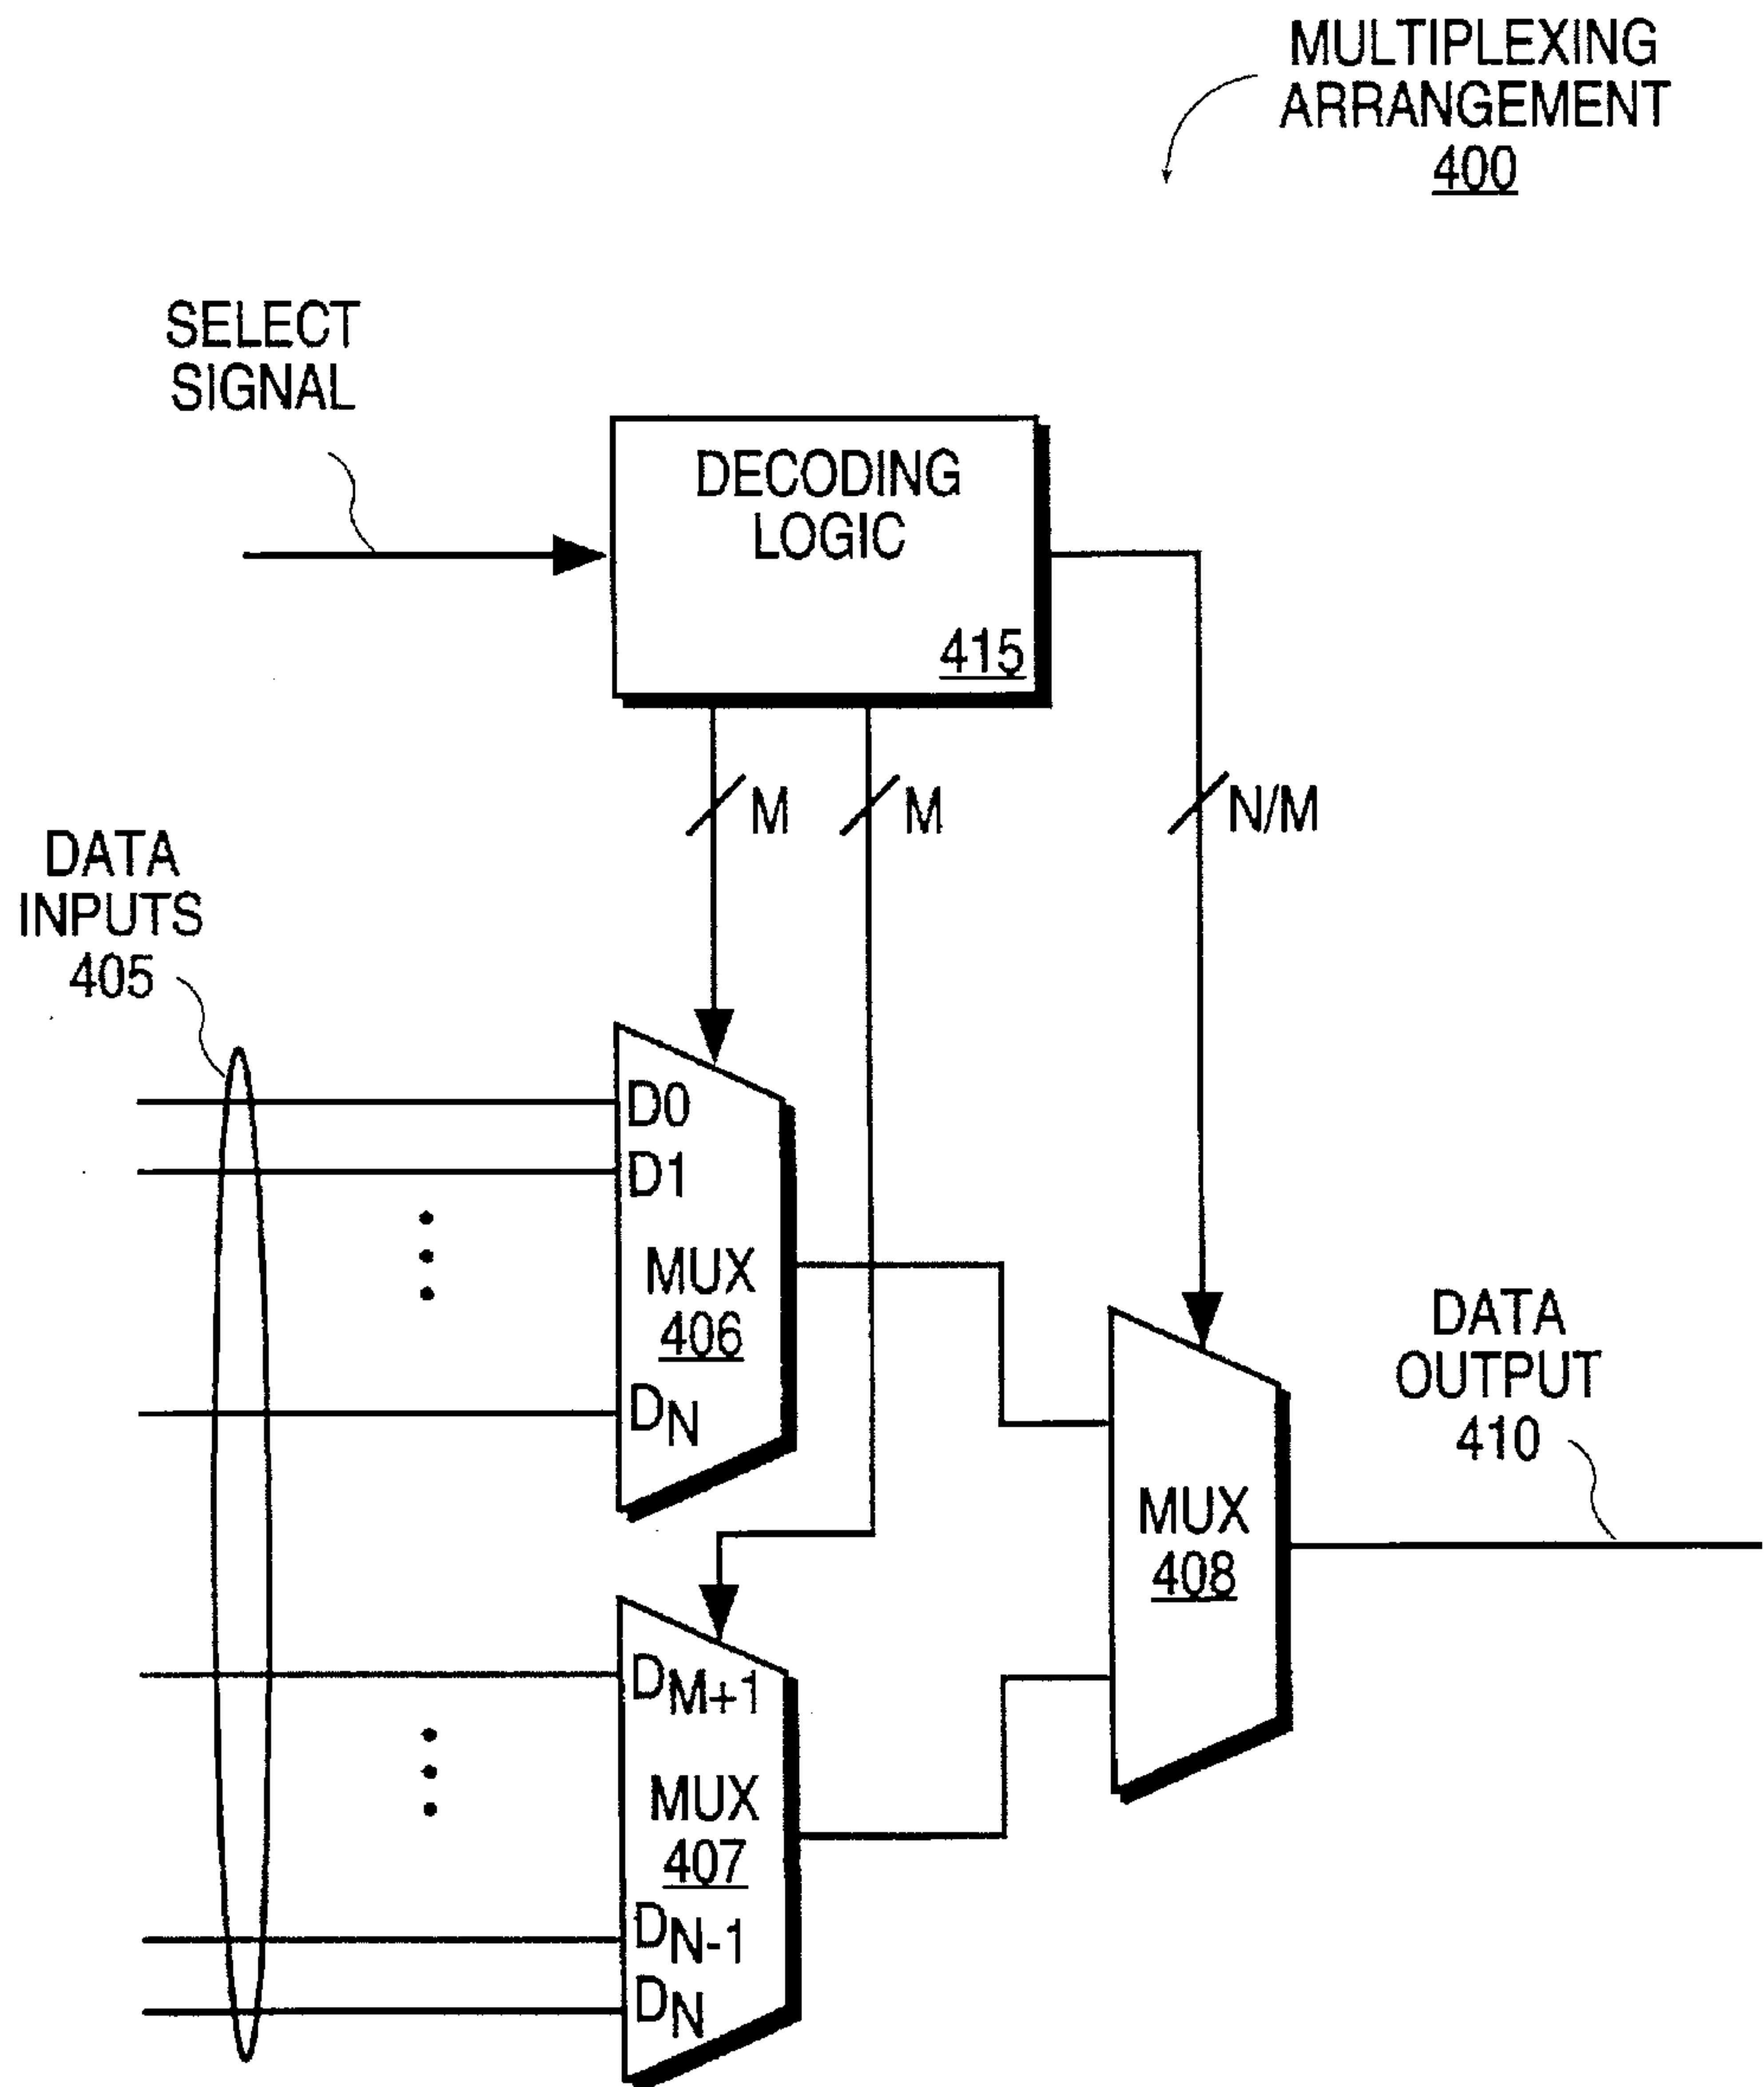 MULTIPLEXING
ARRANGEMENT
400
SELECT
SIGNAL
DECODING
LOGIC
415
M
M
N/M
DATA
INPUTS
405
D0
D1
MUX
406
DN
DATA
OUTPUT
410
MUX
408
DM+1
MUX
407
DN-1
DN